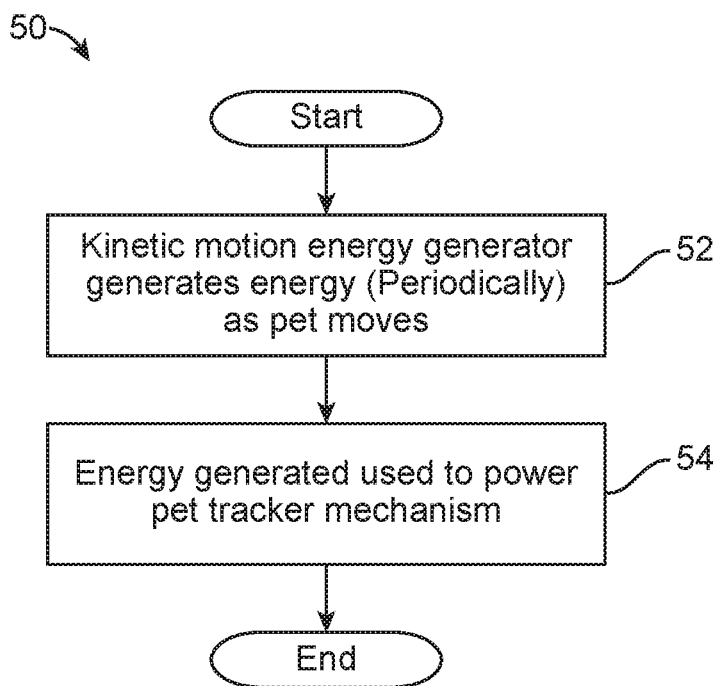 50
Start
Kinetic motion energy generator
generates energy (Periodically)
as pet moves
52
Energy generated used to power
pet tracker mechanism
54
End